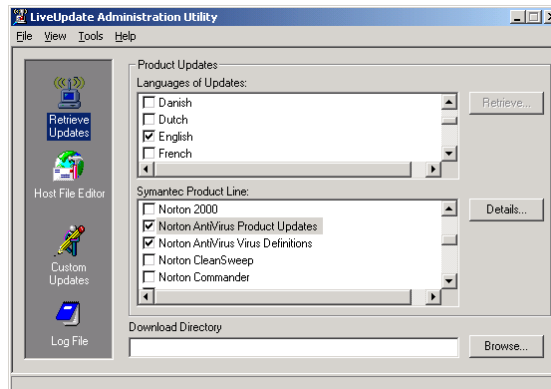 LiveUpdate Administration Utility
File View Tools Help
Retrieve
Updates
Host File Editor
Custom
Updates
Log File
Product Updates
Languages of Updates:
Danish
Dutch
English
French
Retrieve...
Symantec Product Line:
Norton 2000
Norton AntiVirus Product Updates
Norton AntiVirus Virus Definitions
Norton CleanSweep
Norton Commander
Details...
Download Directory
Browse...